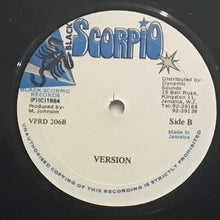 BLACK
Scorpio
BLACK SCORPIO
RECORDS
(P)(C)1984
Prod. by
M. Johnson
Distributed by:
Dynamic
Sounds
15 Bell Road,
Kingston 11,
Jamaica, W.I.
VPRD 206B
Side B
Made in
Jamaica
VERSION
UNAUTHORISED COPYING OF THIS RECORDING IS STRICTLY PROHIBITED